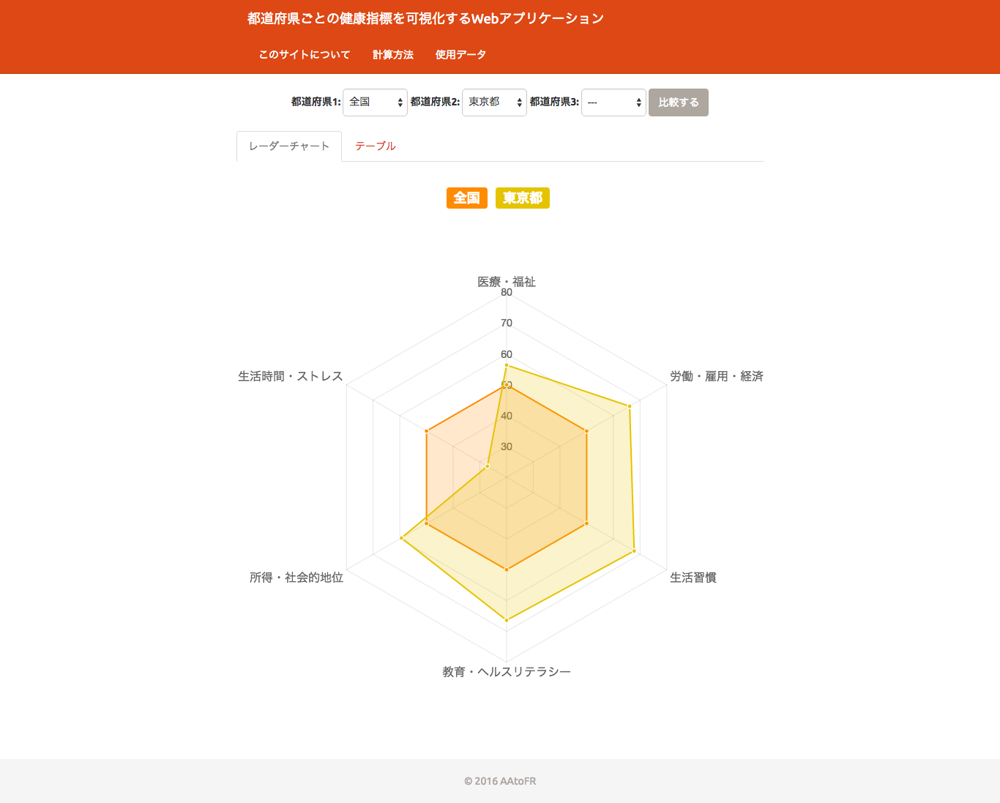 都道府県ごとの健康指標を可視化するWebアプリケーション
このサイトについて 計算方法 使用データ
都道府県1: 全国 都道府県2: 東京都 都道府県3: --- 比較する
レーダーチャート テーブル
全国 東京都
医療・福祉
80
70
60
50
40
30
生活時間・ストレス
労働・雇用・経済
所得・社会的地位
生活習慣
教育・ヘルスリテラシー
© 2016 AAtoFR